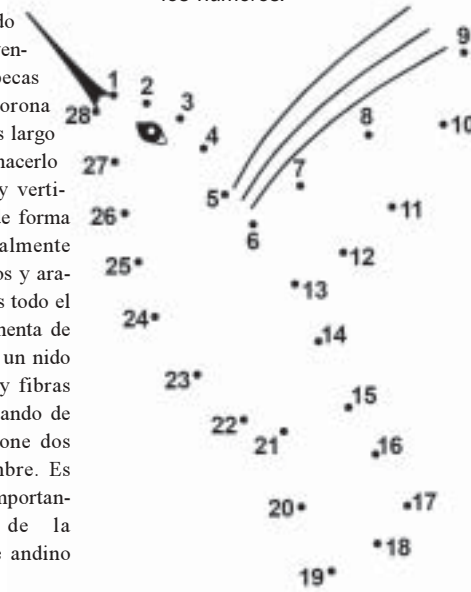 los números.
do
ven-
pecas
orona
s largo
hacerlo
y verti-
e forma
almente
os y ara-
s todo el
enta de
un nido
y fibras
ando de
one dos
bre. Es
mportan-
de la
e andino
1
2
3
4
5
6
7
8
9
10
11
12
13
14
15
16
17
18
19
20
21
22
23
24
25
26
27
28